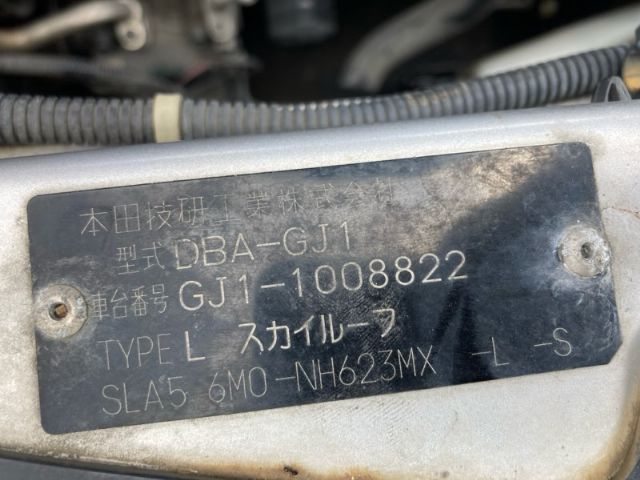 本田技研工業株式会社
型式 DBA-GJ1
車台番号 GJ1-1008822
TYPE L スカイルーフ
SLA5 6M0-NH623MX -L -S